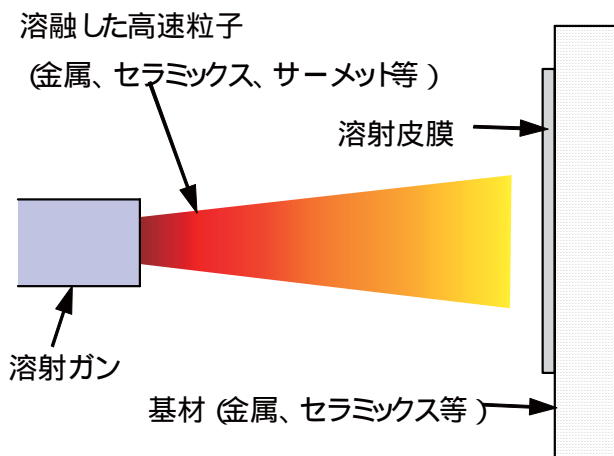 溶融した高速粒子
(金属、セラミックス、サーメット等)
溶射皮膜
溶射ガン
基材(金属、セラミックス等)